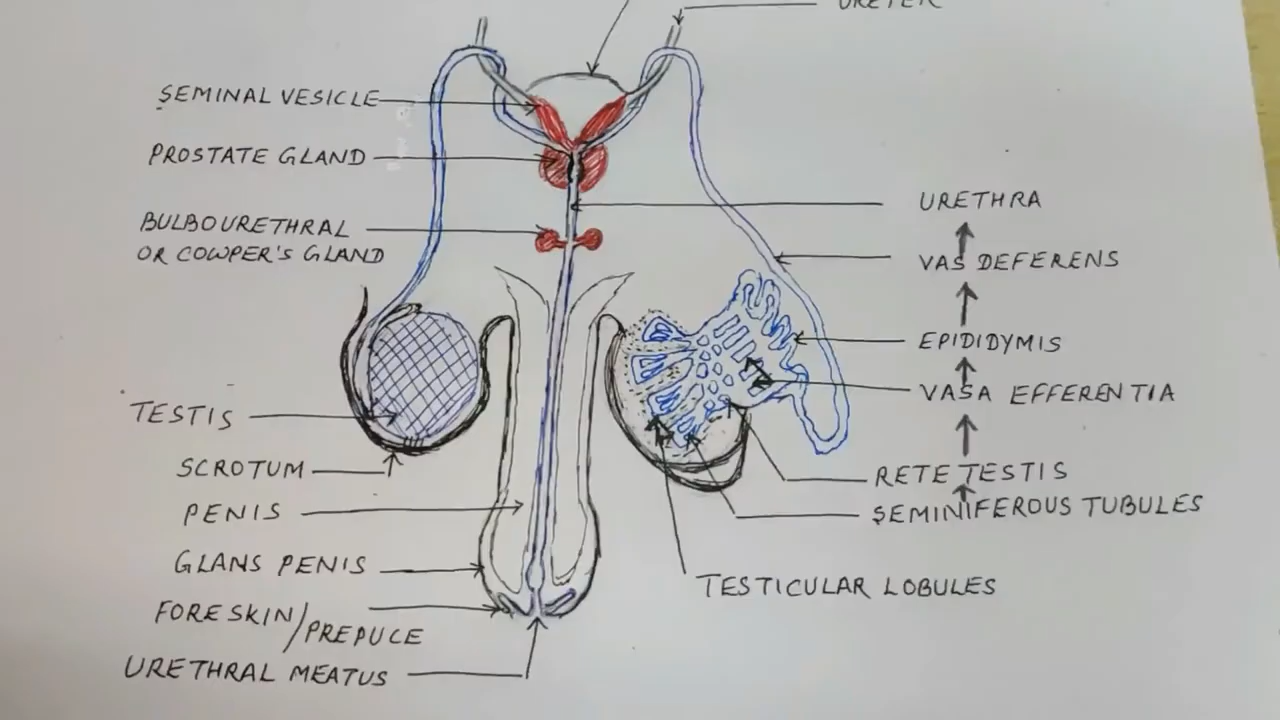 URETER
SEMINAL VESICLE
PROSTATE GLAND
BULBOURETHRAL
OR COWPER'S GLAND
TESTIS
SCROTUM
PENIS
GLANS PENIS
FORESKIN/PREPUCE
URETHRAL MEATUS
URETHRA
VAS DEFERENS
EPIDIDYMIS
VASA EFFERENTIA
RETE TESTIS
SEMINIFEROUS TUBULES
TESTICULAR LOBULES